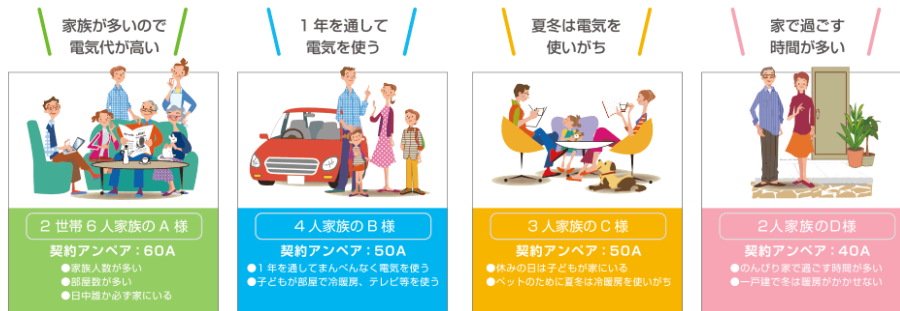 家族が多いので
電気代が高い
2世帯6人家族のA様
契約アンペア：60A
●家族人数が多い
●部屋数が多い
●日中誰か必ず家にいる
1年を通して
電気を使う
4人家族のB様
契約アンペア：50A
●1年を通してまんべんなく電気を使う
●子どもが部屋で冷暖房、テレビ等を使う
夏冬は電気を
使いがち
3人家族のC様
契約アンペア：50A
●休みの日は子どもが家にいる
●ペットのために夏冬は冷暖房を使いがち
家で過ごす
時間が多い
2人家族のD様
契約アンペア：40A
●のんびり家で過ごす時間が多い
●一戸建で冬は暖房がかかせない